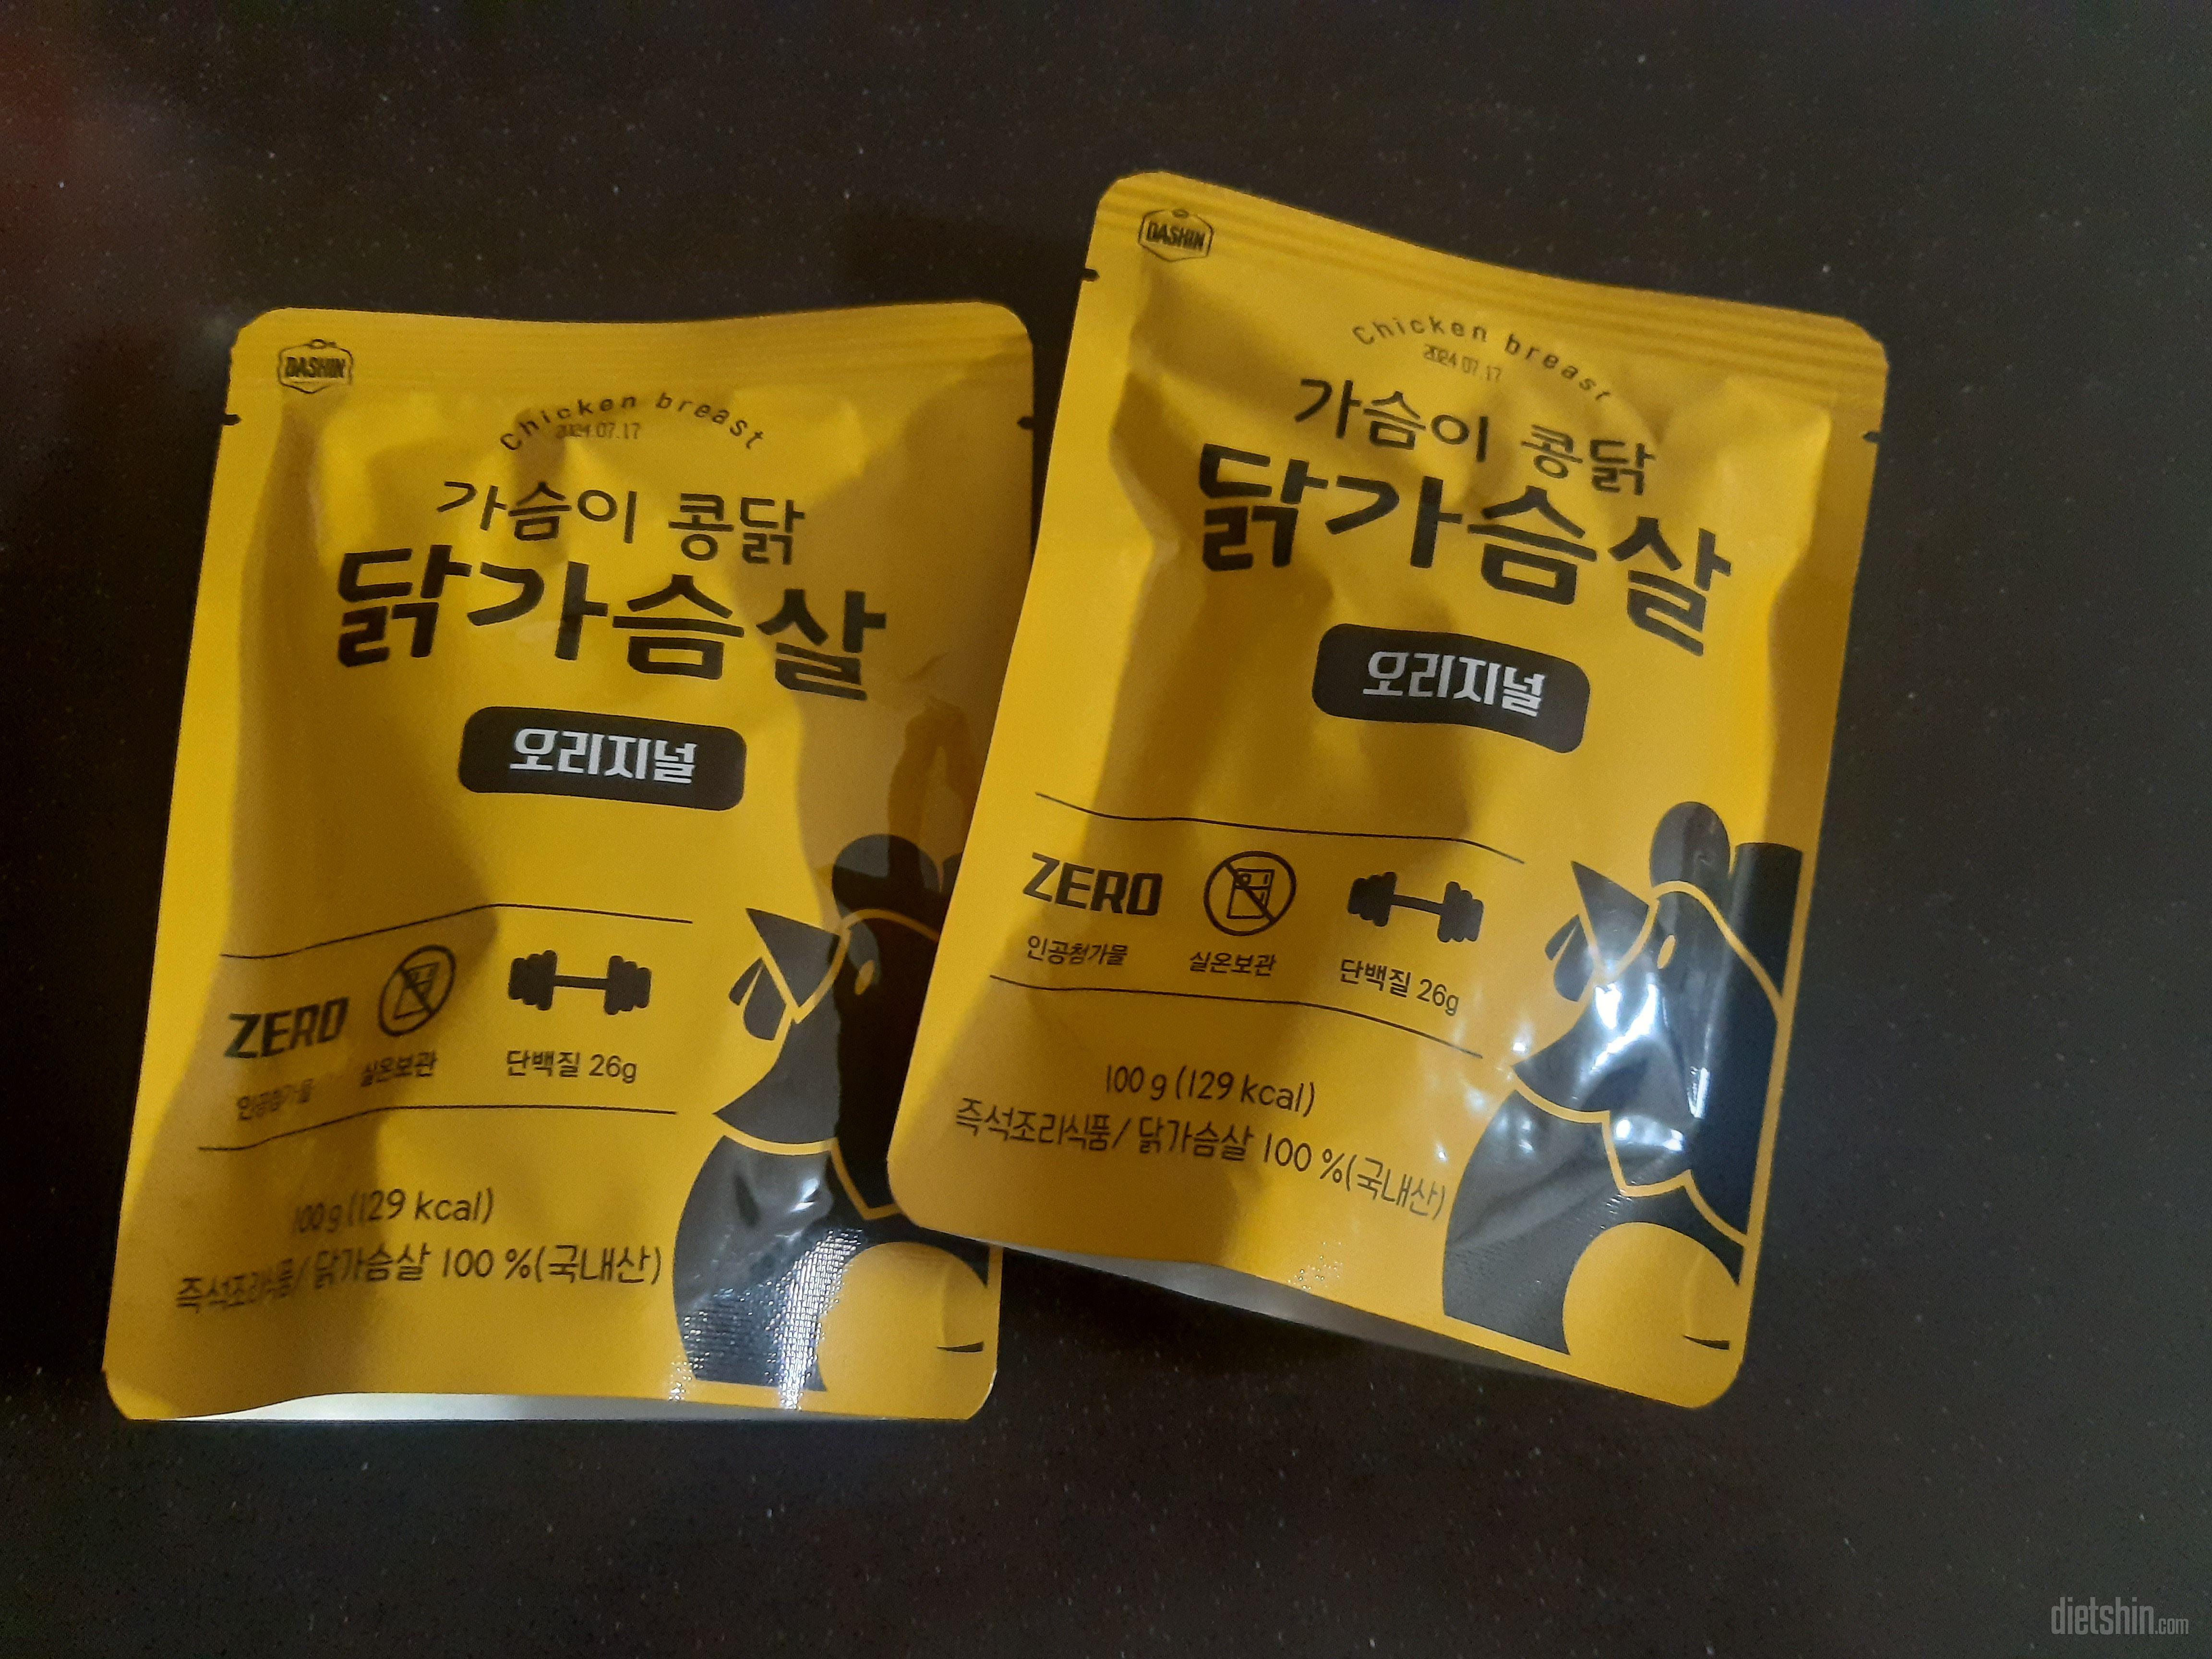 DASHIN
Chicken breast
2024.07.17
가슴이 콩닭
닭가슴살
오리지널
ZERO
인공첨가물
실온보관
단백질 26g
100 g (129 kcal)
즉석조리식품/ 닭가슴살 100 %(국내산)
DASHIN
Chicken breast
2024.07.17
가슴이 콩닭
닭가슴살
오리지널
ZERO
인공첨가물
실온보관
단백질 26g
100 g (129 kcal)
즉석조리식품/ 닭가슴살 100 %(국내산)
dietshin.com